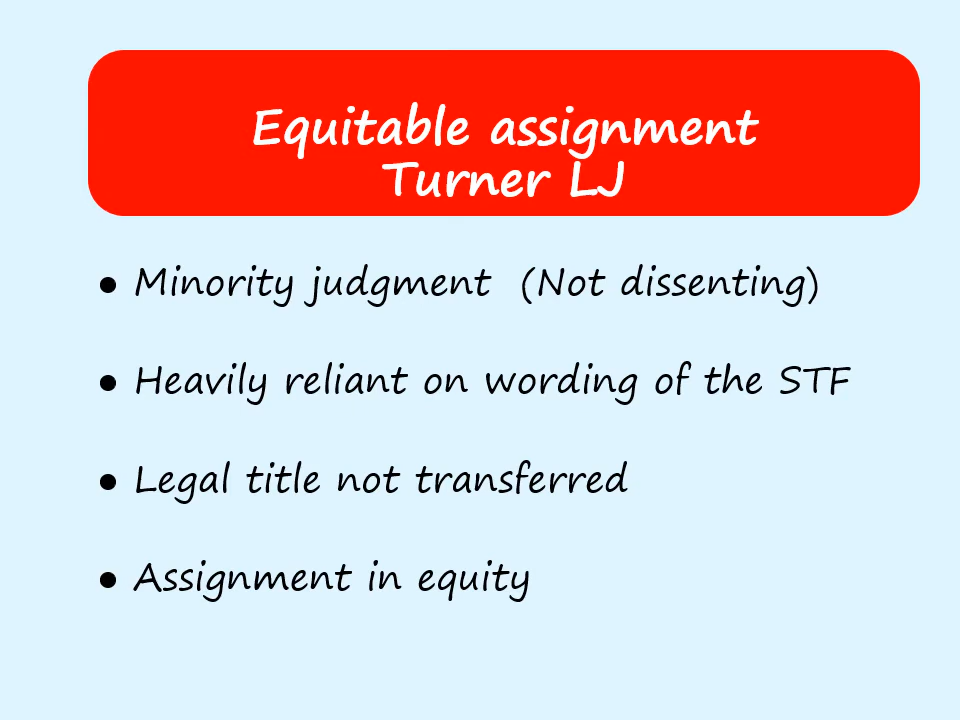 Equitable assignment
Turner LJ
● Minority judgment (Not dissenting)
● Heavily reliant on wording of the STF
● Legal title not transferred
● Assignment in equity